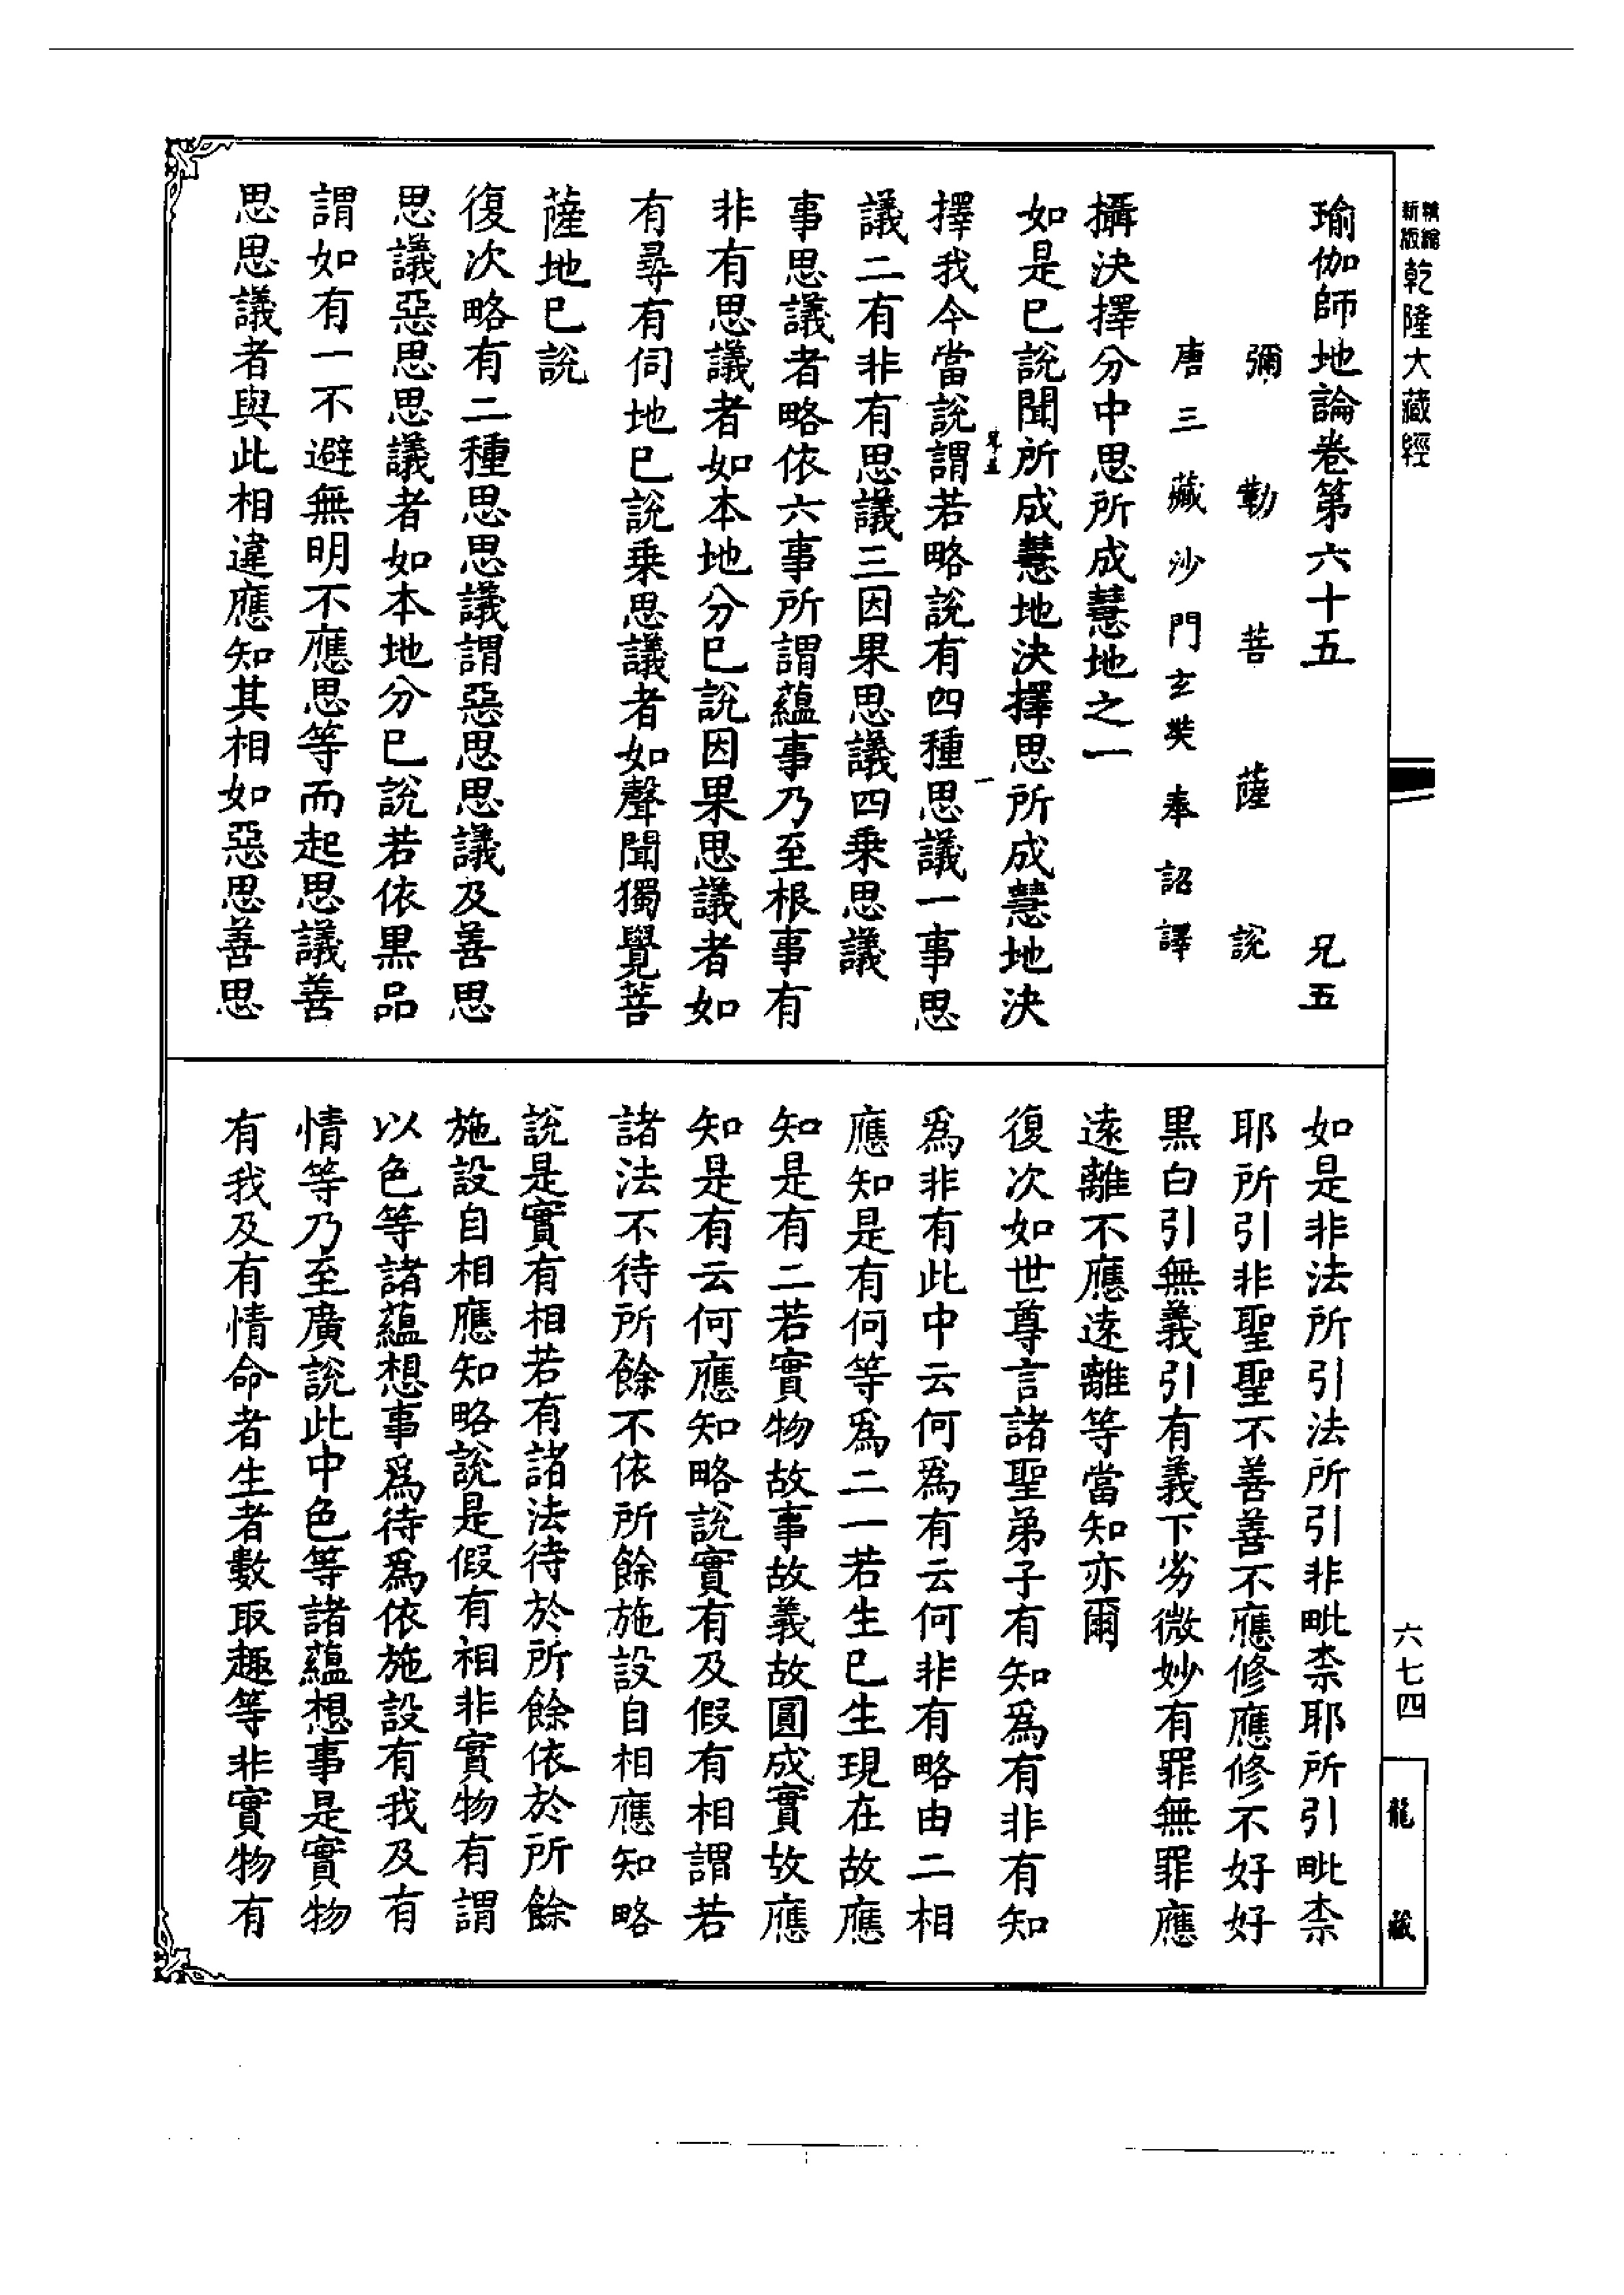 精縮
新版
乾隆大藏經
瑜伽師地論卷第六十五　兄五
彌勒菩薩說
唐三藏沙門玄奘奉詔譯
攝決擇分中思所成慧地之一
如是已說聞所成慧地決擇思所成慧地決
擇我今當說謂若略說有四種思議一事思
議二有非有思議三因果思議四乗思議
事思議者略依六事所謂蘊事乃至根事有
非有思議者如本地分已說因果思議者如
有尋有伺地已說乗思議者如聲聞獨覺菩
薩地已說
復次略有二種思思議謂惡思思議及善思
思議惡思思議者如本地分已說若依黒品
謂如有一不避無明不應思等而起思議善
思思議者與此相違應知其相如惡思善思
如是非法所引法所引非毗柰耶所引毗柰
耶所引非聖聖不善善不應修應修不好好
黒白引無義引有義下劣微妙有罪無罪應
逺離不應逺離等當知亦爾
復次如世尊言諸聖弟子有知爲有非有知
爲非有此中云何爲有云何非有略由二相
應知是有何等爲二一若生已生現在故應
知是有二若實物故事故義故圓成實故應
知是有云何應知略說實有及假有相謂若
諸法不待所餘不依所餘施設自相應知略
說是實有相若有諸法待於所餘依於所餘
施設自相應知略說是假有相非實物有謂
以色等諸蘊想事爲待爲依施設有我及有
情等乃至廣說此中色等諸蘊想事是實物
有我及有情命者生者數取趣等非實物有
六七四
龍藏